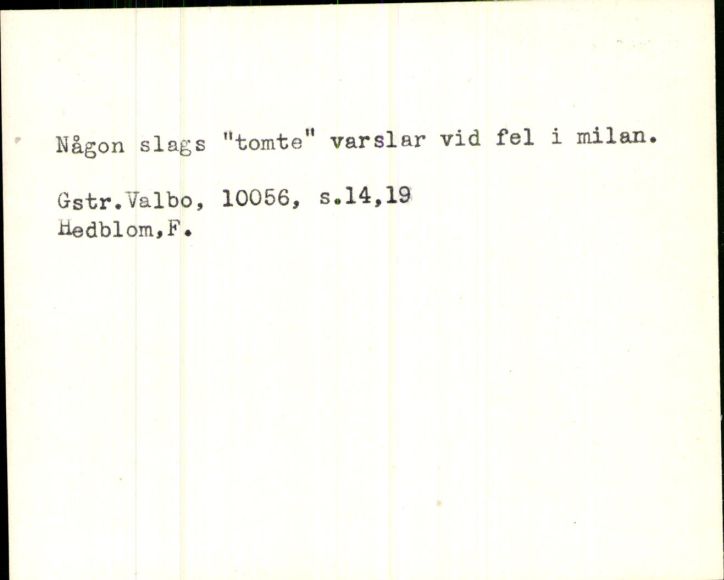 Någon slags "tomte" varslar vid fel i milan.
Gstr.Valbo, 10056, s.14,19
Hedblom,F.